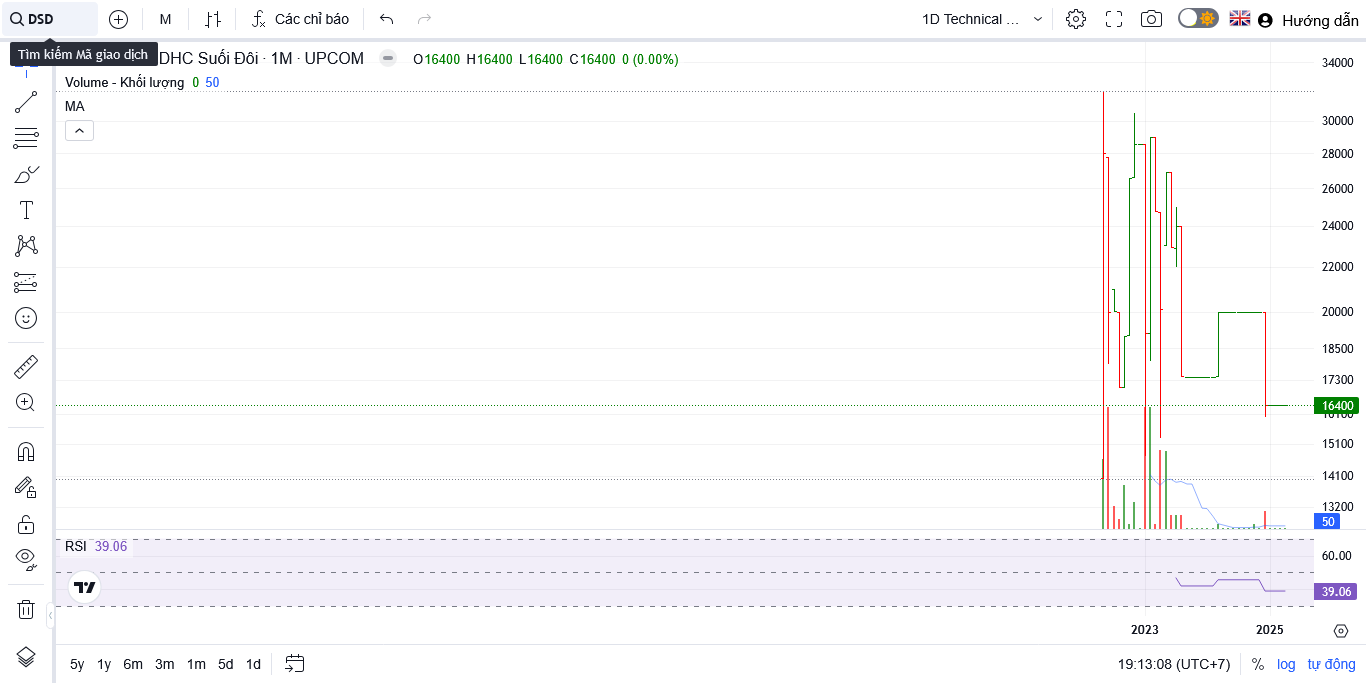 DSD
M
Các chỉ báo
1D Technical ...
Hướng dẫn
Tìm kiếm Mã giao dịch
DHC Suối Đôi · 1M · UPCOM
O16400 H16400 L16400 C16400 0 (0.00%)
Volume - Khối lượng 0 50
MA
34000
30000
28000
26000
24000
22000
20000
18500
17300
16400
15100
14100
13200
50
RSI 39.06
60.00
39.06
2023
2025
5y 1y 6m 3m 1m 5d 1d
19:13:08 (UTC+7)
% log tự động